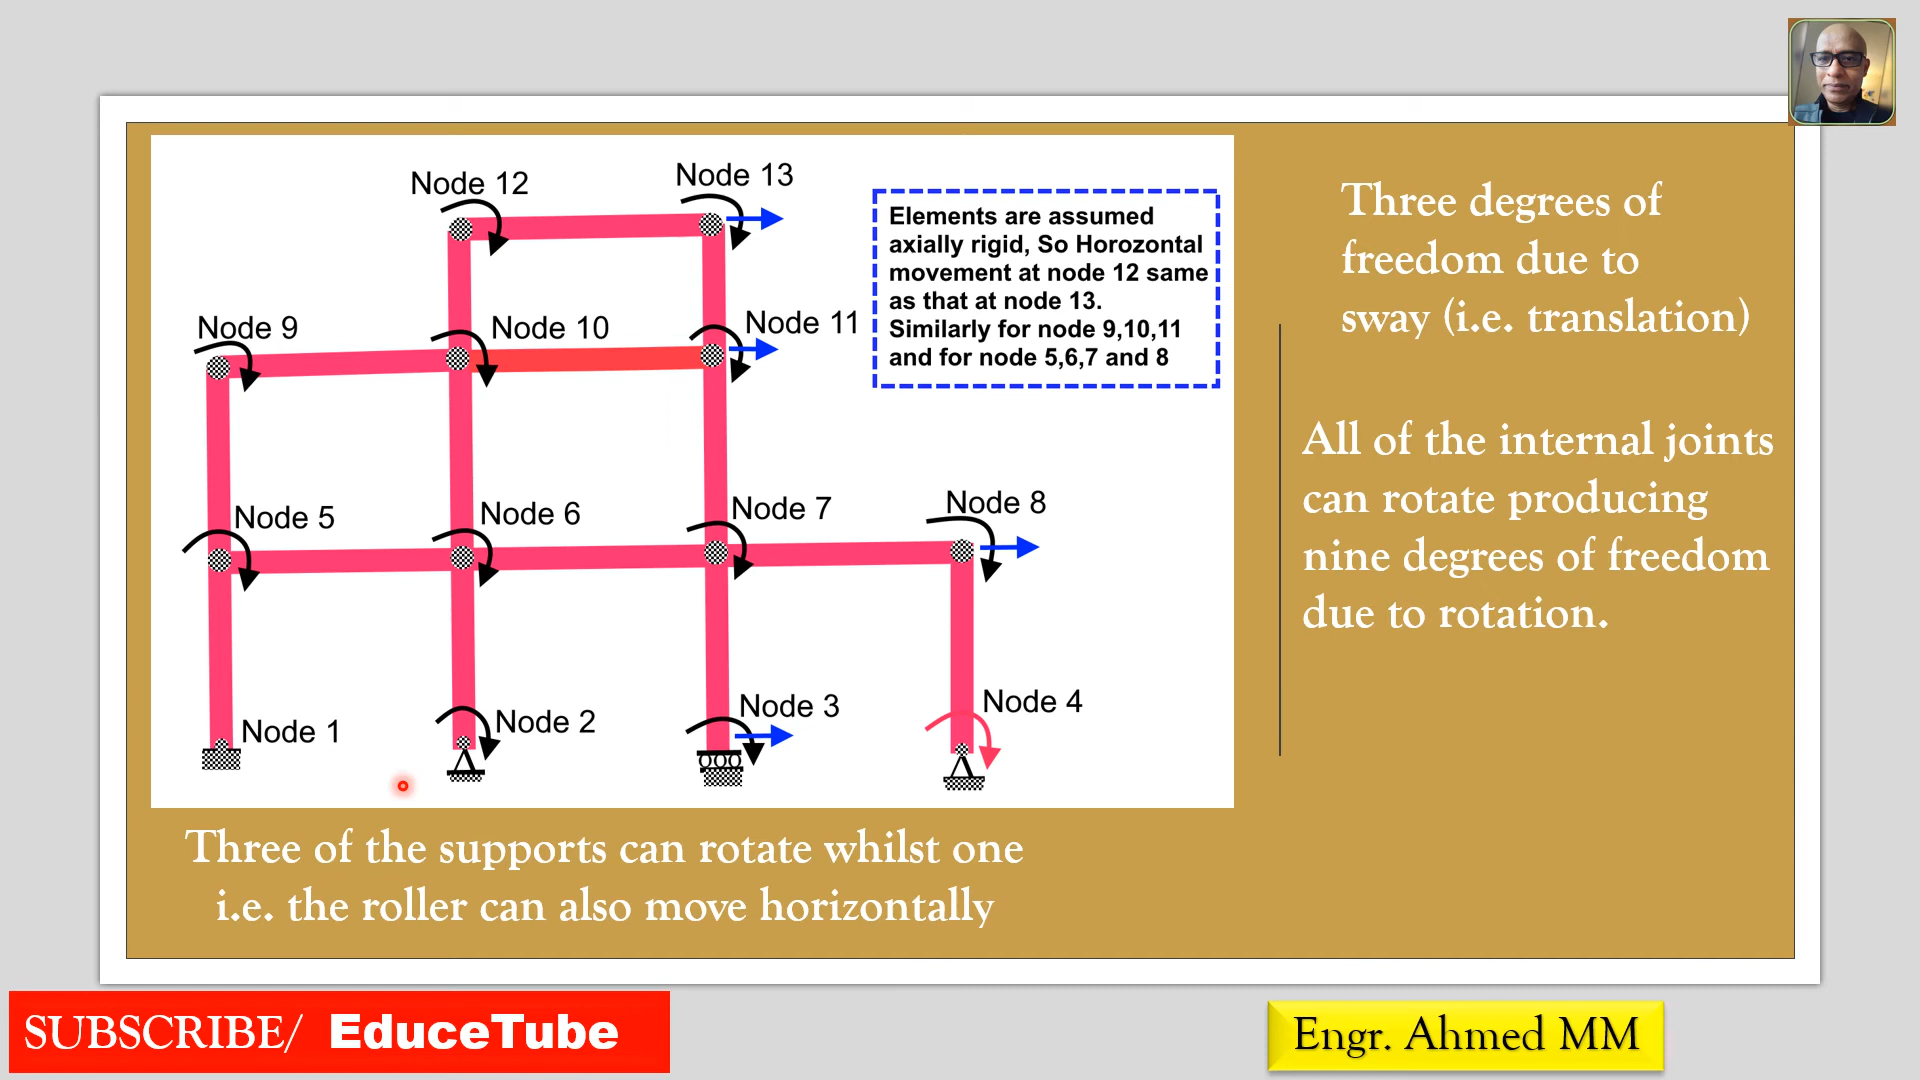 Node 12
Node 13
Elements are assumed
axially rigid, So Horozontal
movement at node 12 same
as that at node 13.
Similarly for node 9,10,11
and for node 5,6,7 and 8
Node 9
Node 10
Node 11
Node 5
Node 6
Node 7
Node 8
Node 1
Node 2
Node 3
Node 4
Three degrees of
freedom due to
sway (i.e. translation)
All of the internal joints
can rotate producing
nine degrees of freedom
due to rotation.
Three of the supports can rotate whilst one
i.e. the roller can also move horizontally
SUBSCRIBE/ EduceTube
Engr. Ahmed MM